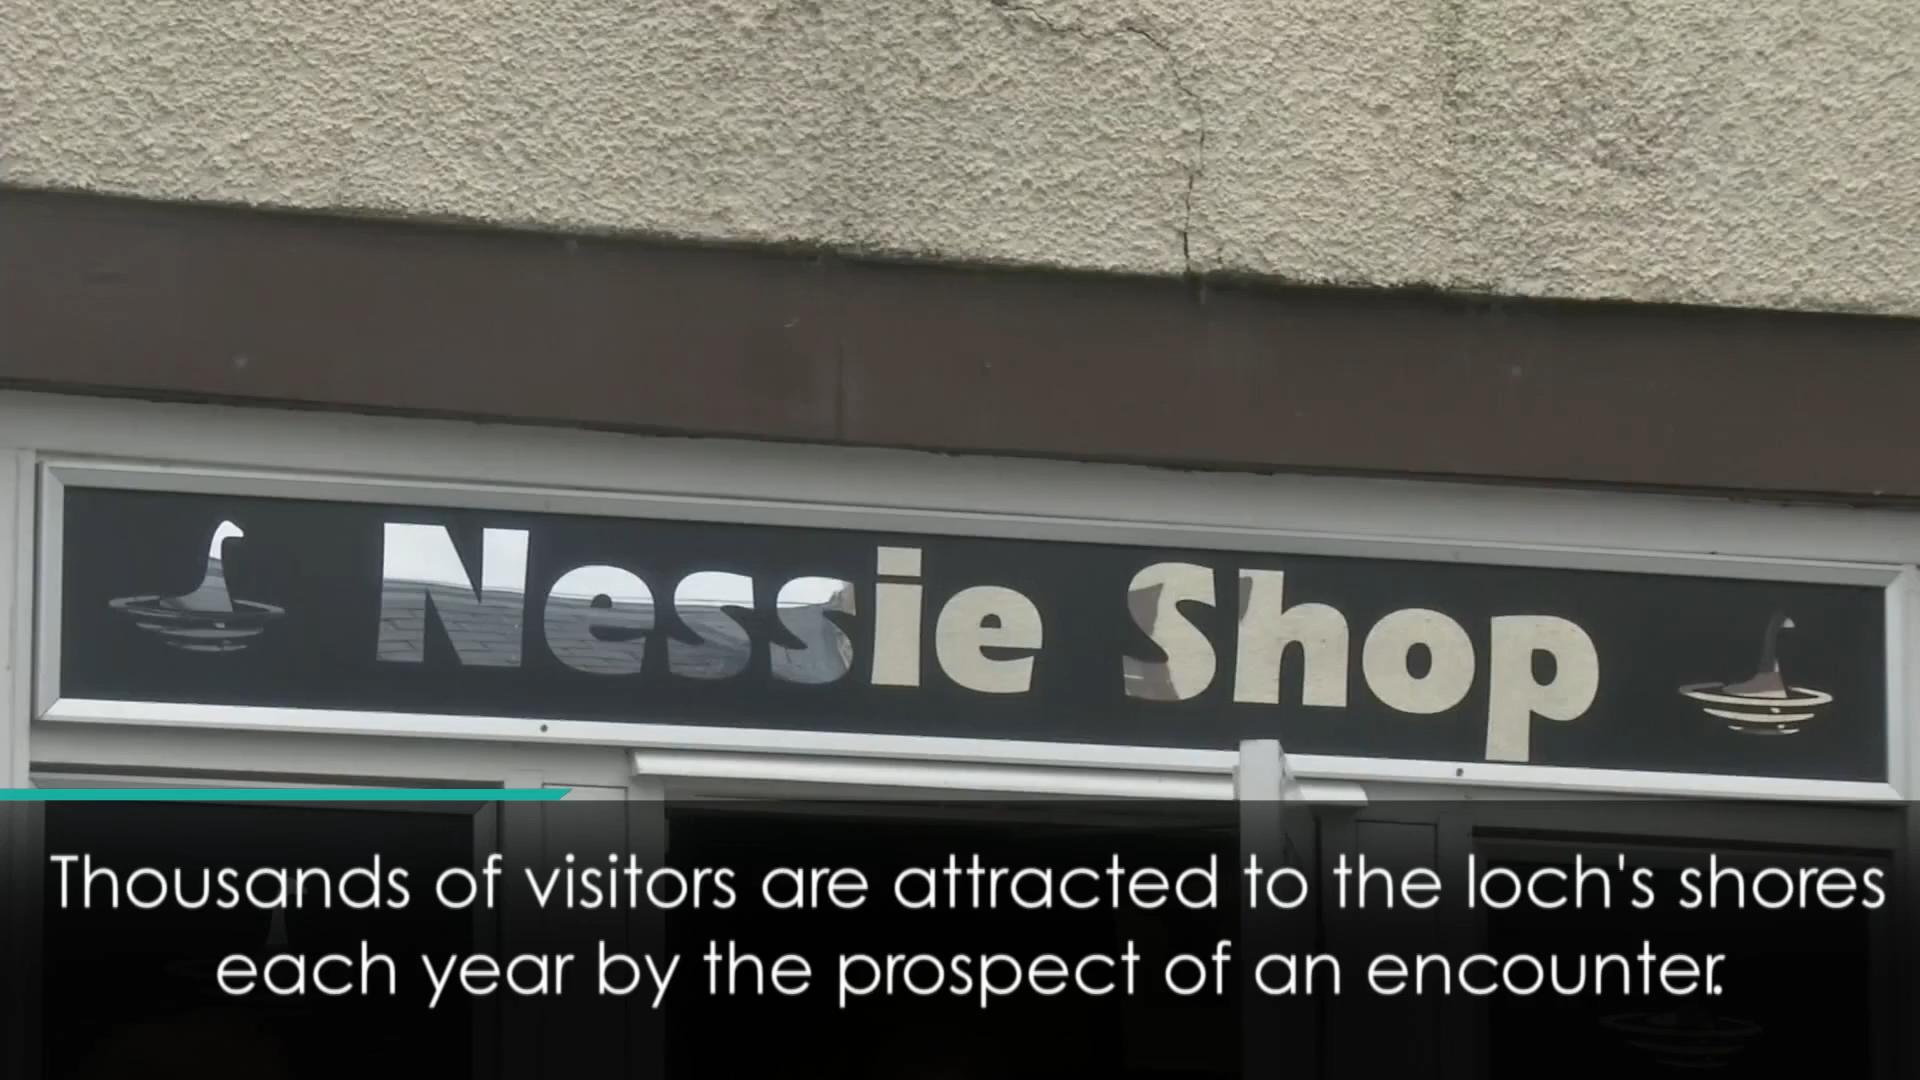 Nessie Shop
Thousands of visitors are attracted to the loch's shores
each year by the prospect of an encounter.